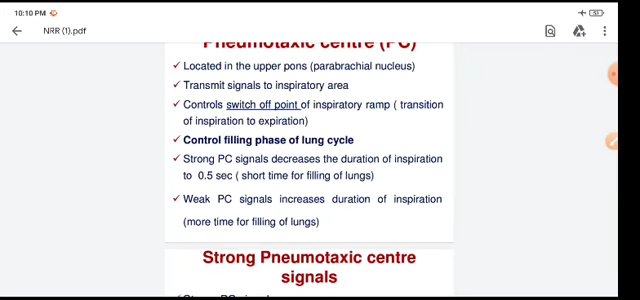 10:10 PM
53
NRR (1).pdf
Pneumotaxic centre (PC)
✓ Located in the upper pons (parabrachial nucleus)
✓ Transmit signals to inspiratory area
✓ Controls switch off point of inspiratory ramp ( transition
of inspiration to expiration)
✓ Control filling phase of lung cycle
✓ Strong PC signals decreases the duration of inspiration
to 0.5 sec ( short time for filling of lungs)
✓ Weak PC signals increases duration of inspiration
(more time for filling of lungs)
Strong Pneumotaxic centre
signals